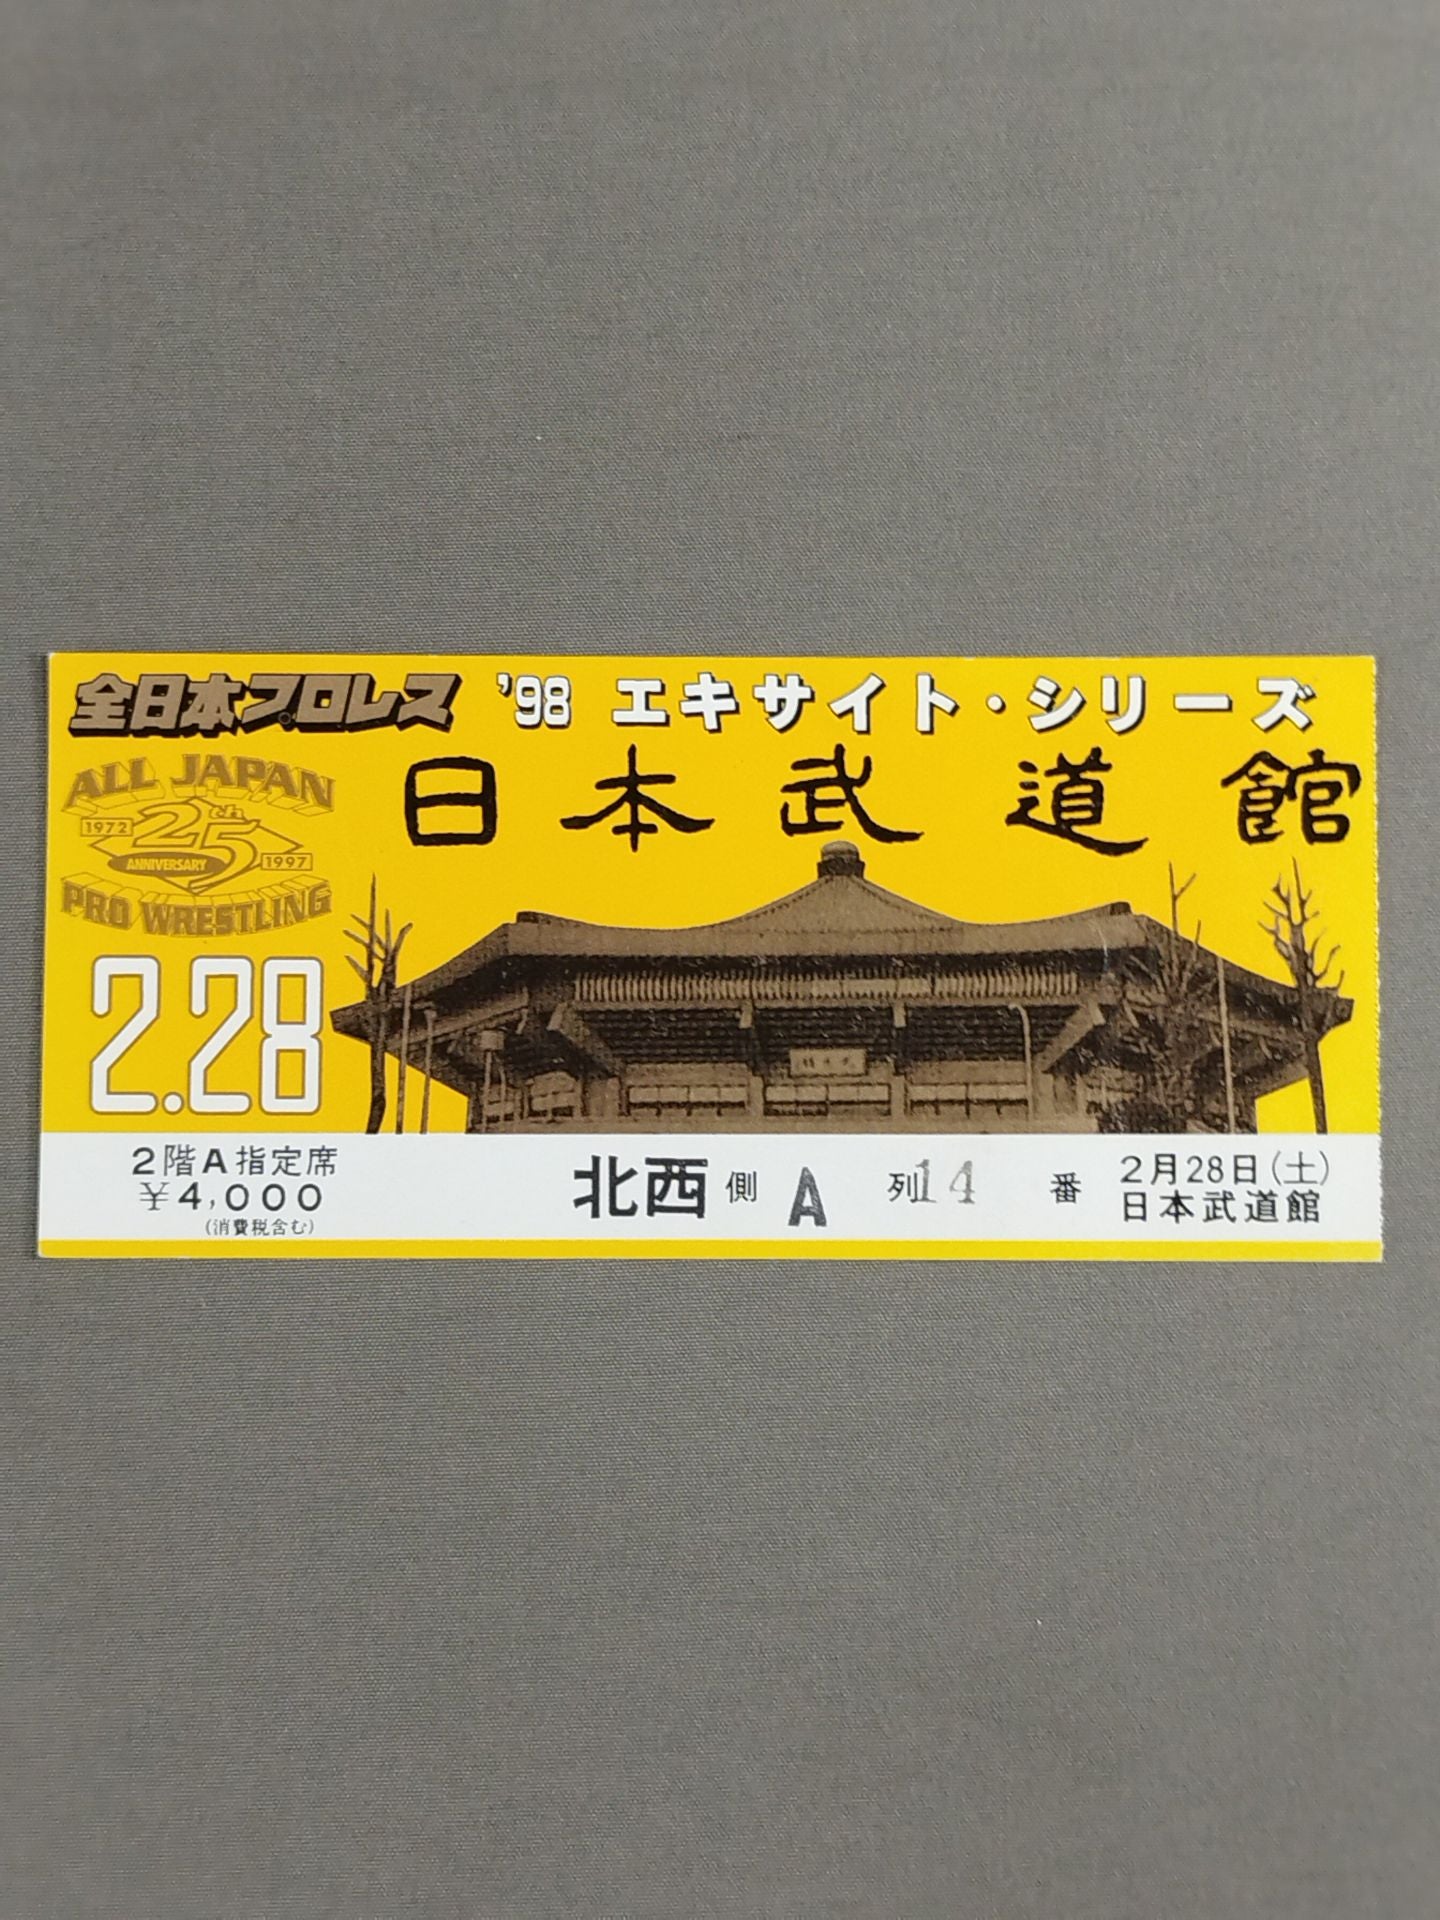 全日本プロレス '98 エキサイト・シリーズ
日本武道館
ALL JAPAN
25th
1972
ANNIVERSARY
1997
PRO WRESTLING
2.28
2階A指定席
¥4,000
(消費税含む)
北西側 A 列 14 番
2月28日(土)
日本武道館